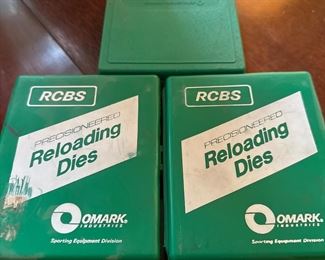 RCBS
PRECISIONEERED
Reloading
Dies
OMARK
INDUSTRIES
Sporting Equipment Division
RCBS
PRECISIONEERED
Reloading
Dies
OMARK
INDUSTRIES
Sporting Equipment Division